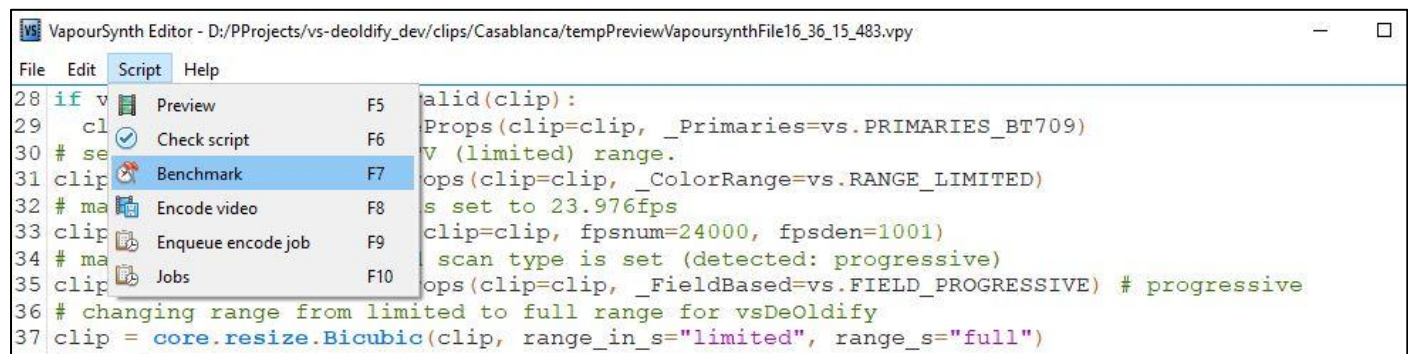 VapourSynth Editor - D:/PProjects/vs-deoldify_dev/clips/Casablanca/tempPreviewVapoursynthFile16_36_15_483.vpy
File Edit Script Help
28 if v alid(clip):
29 cl eProps(clip=clip, _Primaries=vs.PRIMARIES_BT709)
30 # se V (limited) range.
31 clip ops(clip=clip, _ColorRange=vs.RANGE_LIMITED)
32 # ma s set to 23.976fps
33 clip clip=clip, fpsnum=24000, fpsden=1001)
34 # ma scan type is set (detected: progressive)
35 clip ops(clip=clip, _FieldBased=vs.FIELD_PROGRESSIVE) # progressive
36 # changing range from limited to full range for vsDeOldify
37 clip = core.resize.Bicubic(clip, range_in_s="limited", range_s="full")
Preview F5
Check script F6
Benchmark F7
Encode video F8
Enqueue encode job F9
Jobs F10